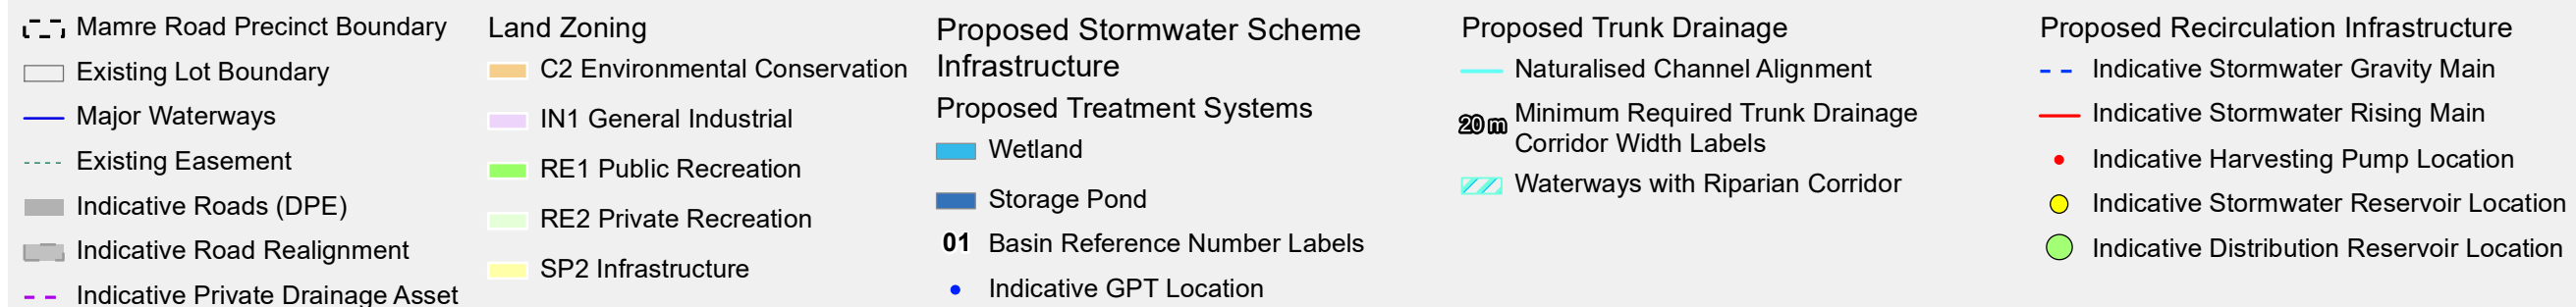 Mamre Road Precinct Boundary
Existing Lot Boundary
Major Waterways
Existing Easement
Indicative Roads (DPE)
Indicative Road Realignment
Indicative Private Drainage Asset
Land Zoning
C2 Environmental Conservation
IN1 General Industrial
RE1 Public Recreation
RE2 Private Recreation
SP2 Infrastructure
Proposed Stormwater Scheme
Infrastructure
Proposed Treatment Systems
Wetland
Storage Pond
01 Basin Reference Number Labels
Indicative GPT Location
Proposed Trunk Drainage
Naturalised Channel Alignment
20 m Minimum Required Trunk Drainage
Corridor Width Labels
Waterways with Riparian Corridor
Proposed Recirculation Infrastructure
Indicative Stormwater Gravity Main
Indicative Stormwater Rising Main
Indicative Harvesting Pump Location
Indicative Stormwater Reservoir Location
Indicative Distribution Reservoir Location